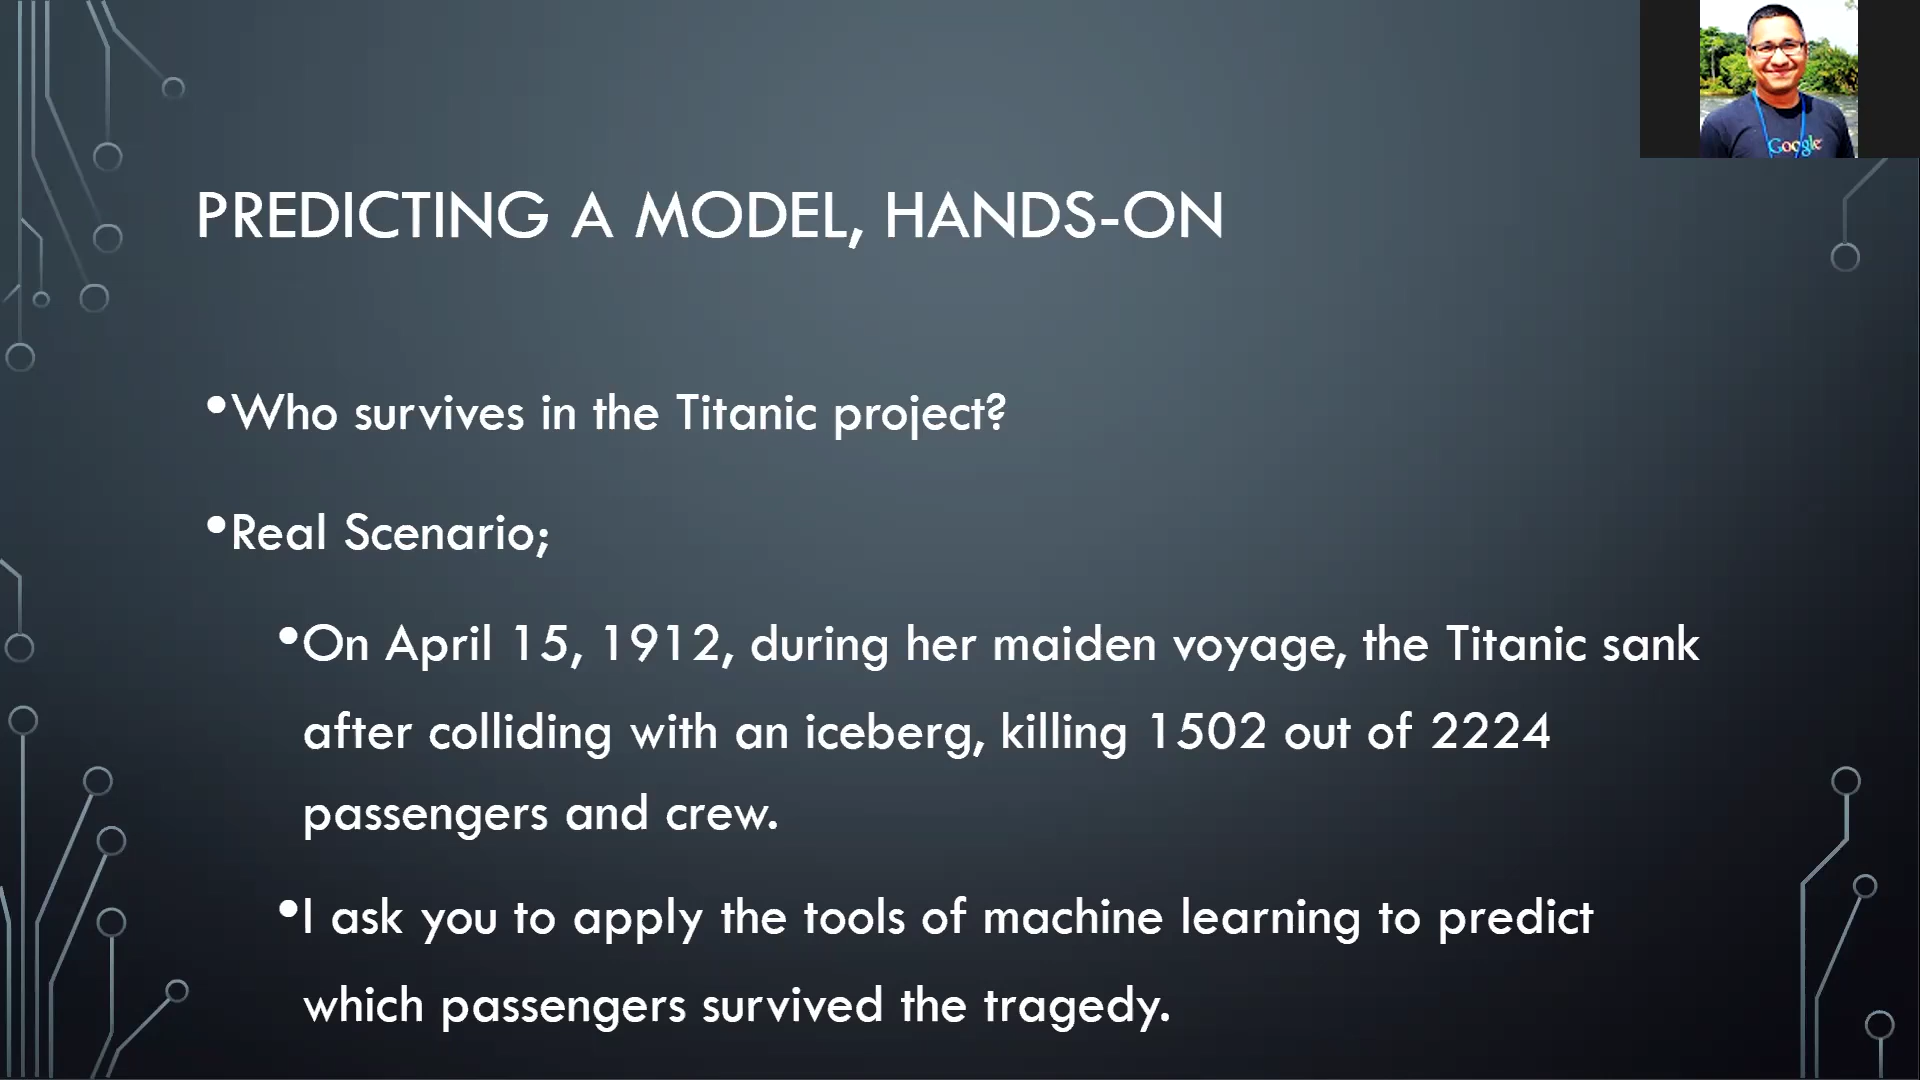 Google
PREDICTING A MODEL, HANDS-ON
•Who survives in the Titanic project?
•Real Scenario;
•On April 15, 1912, during her maiden voyage, the Titanic sank
after colliding with an iceberg, killing 1502 out of 2224
passengers and crew.
•I ask you to apply the tools of machine learning to predict
which passengers survived the tragedy.